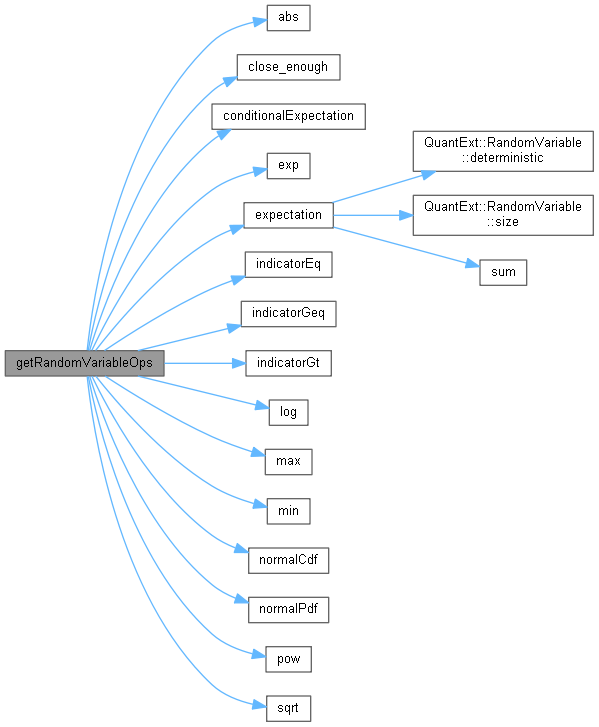 getRandomVariableOps
abs
close_enough
conditionalExpectation
exp
expectation
QuantExt::RandomVariable
::deterministic
QuantExt::RandomVariable
::size
sum
indicatorEq
indicatorGeq
indicatorGt
log
max
min
normalCdf
normalPdf
pow
sqrt